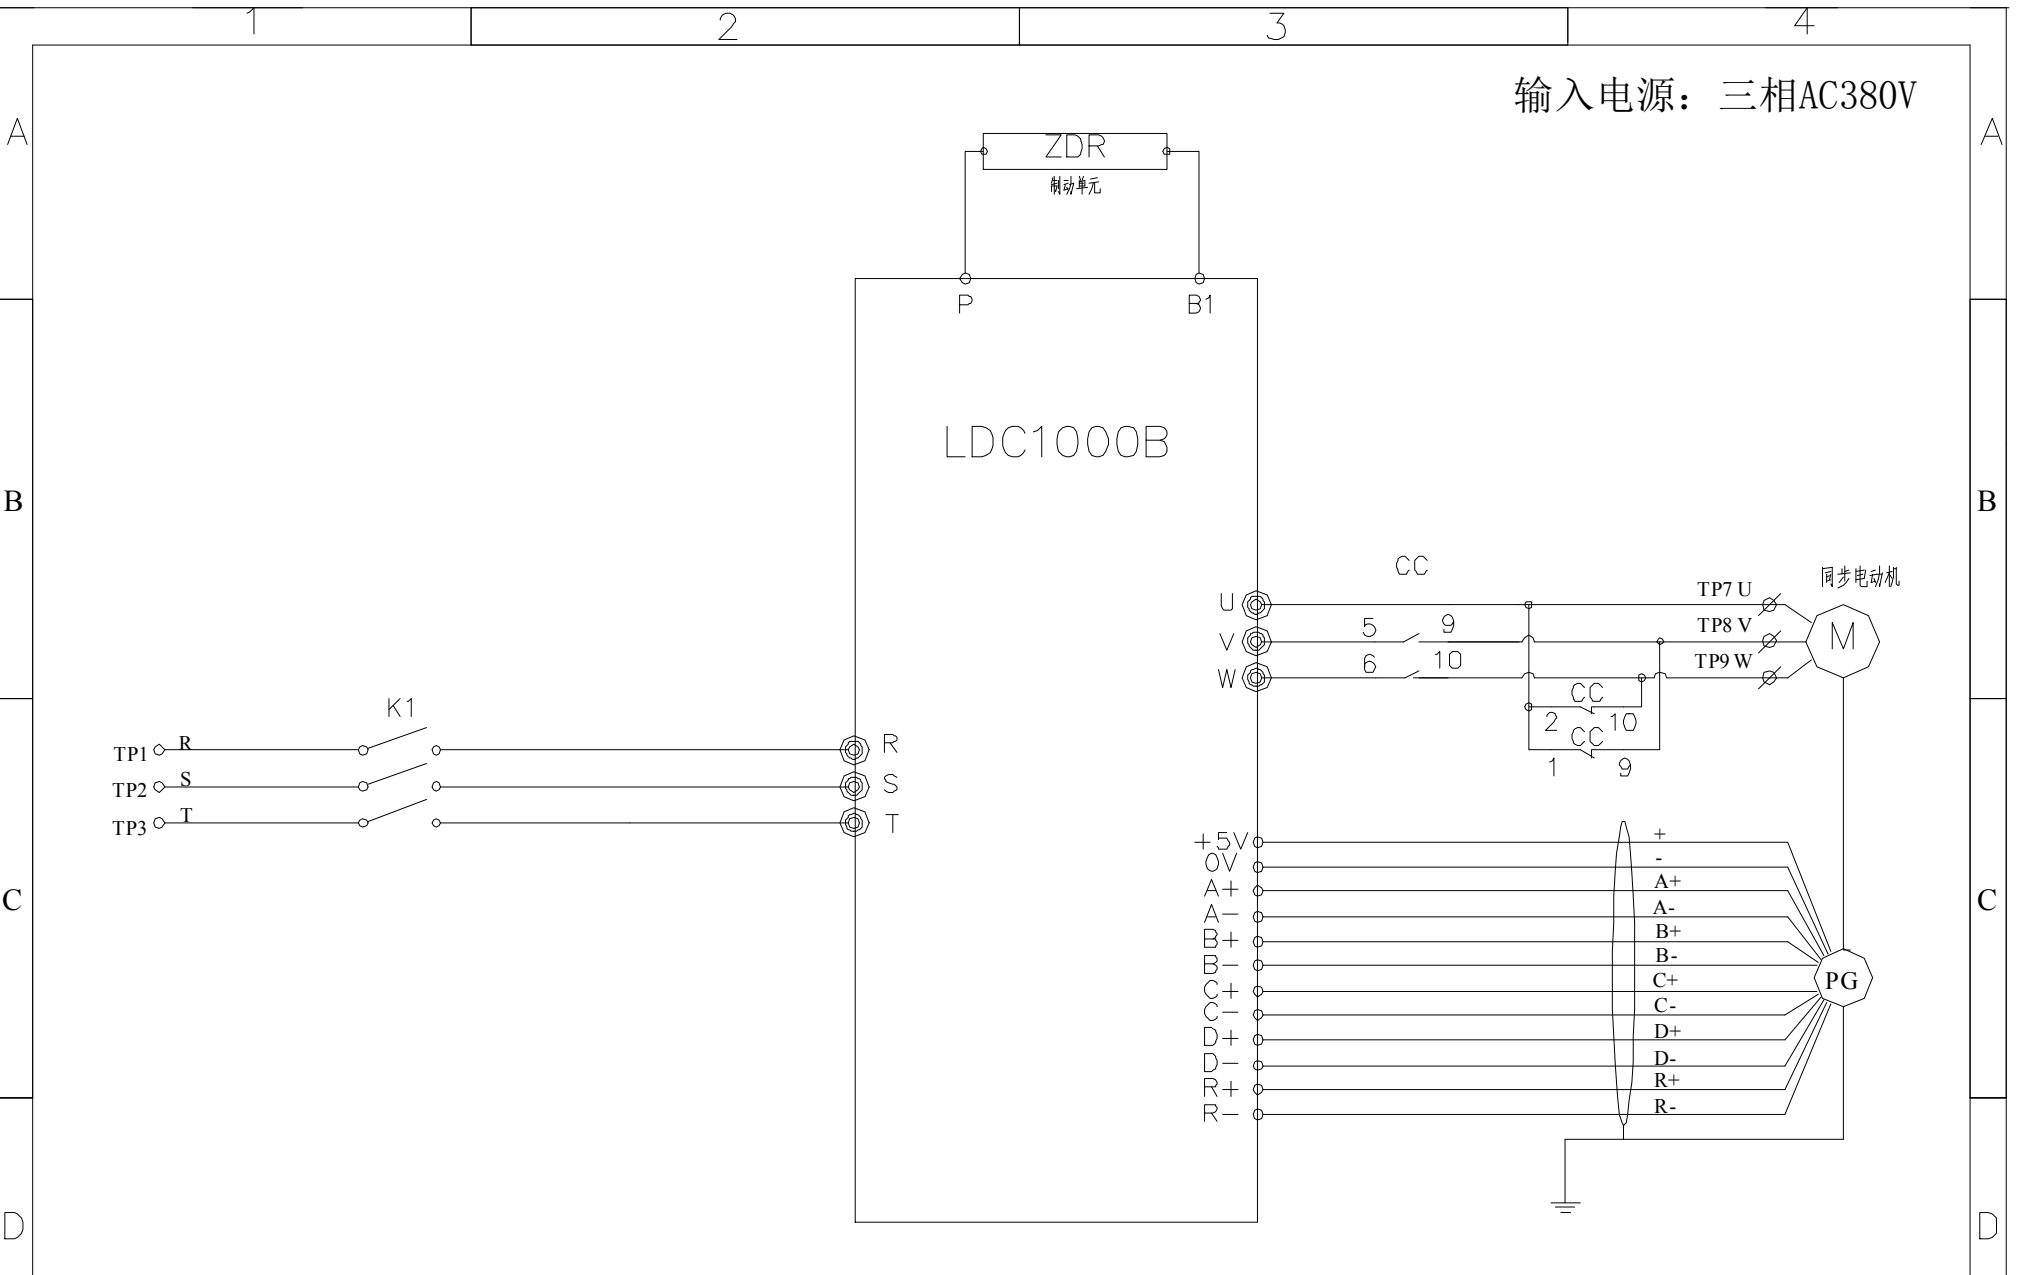 1 2 3 4
输入电源：三相AC380V
A A
ZDR
制动单元
P B1
LDC1000B
B B
CC
同步电动机
U TP7 U
5 9 TP8 V
V M
6 10 TP9 W
W
CC
2 10
CC
1 9
K1
TP1 R R
TP2 S S
TP3 T T
+5V +
0V -
A+ A+
C C
A- A-
B+ B+
B- B-
PG
C+ C+
C- C-
D+ D+
D- D-
R+ R+
R- R-
D D